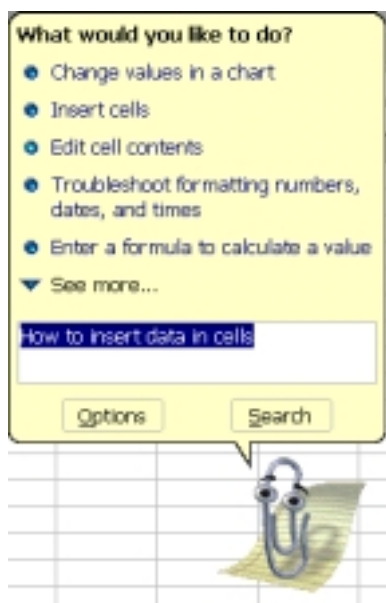 What would you like to do?
Change values in a chart
Insert cells
Edit cell contents
Troubleshoot formatting numbers,
dates, and times
Enter a formula to calculate a value
See more...
How to insert data in cells
Options
Search